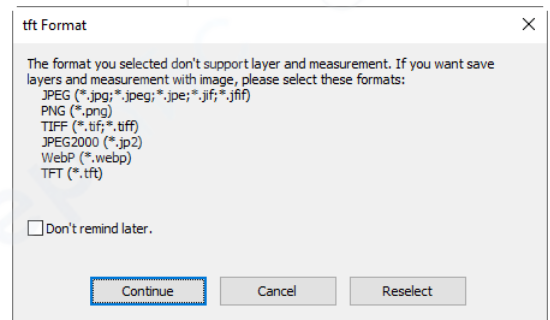 tft Format
The format you selected don't support layer and measurement. If you want save
layers and measurement with image, please select these formats:
JPEG (*.jpg;*.jpeg;*.jpe;*.jif;*.jfif)
PNG (*.png)
TIFF (*.tif;*.tiff)
JPEG2000 (*.jp2)
WebP (*.webp)
TFT (*.tft)
Don't remind later.
Continue Cancel Reselect